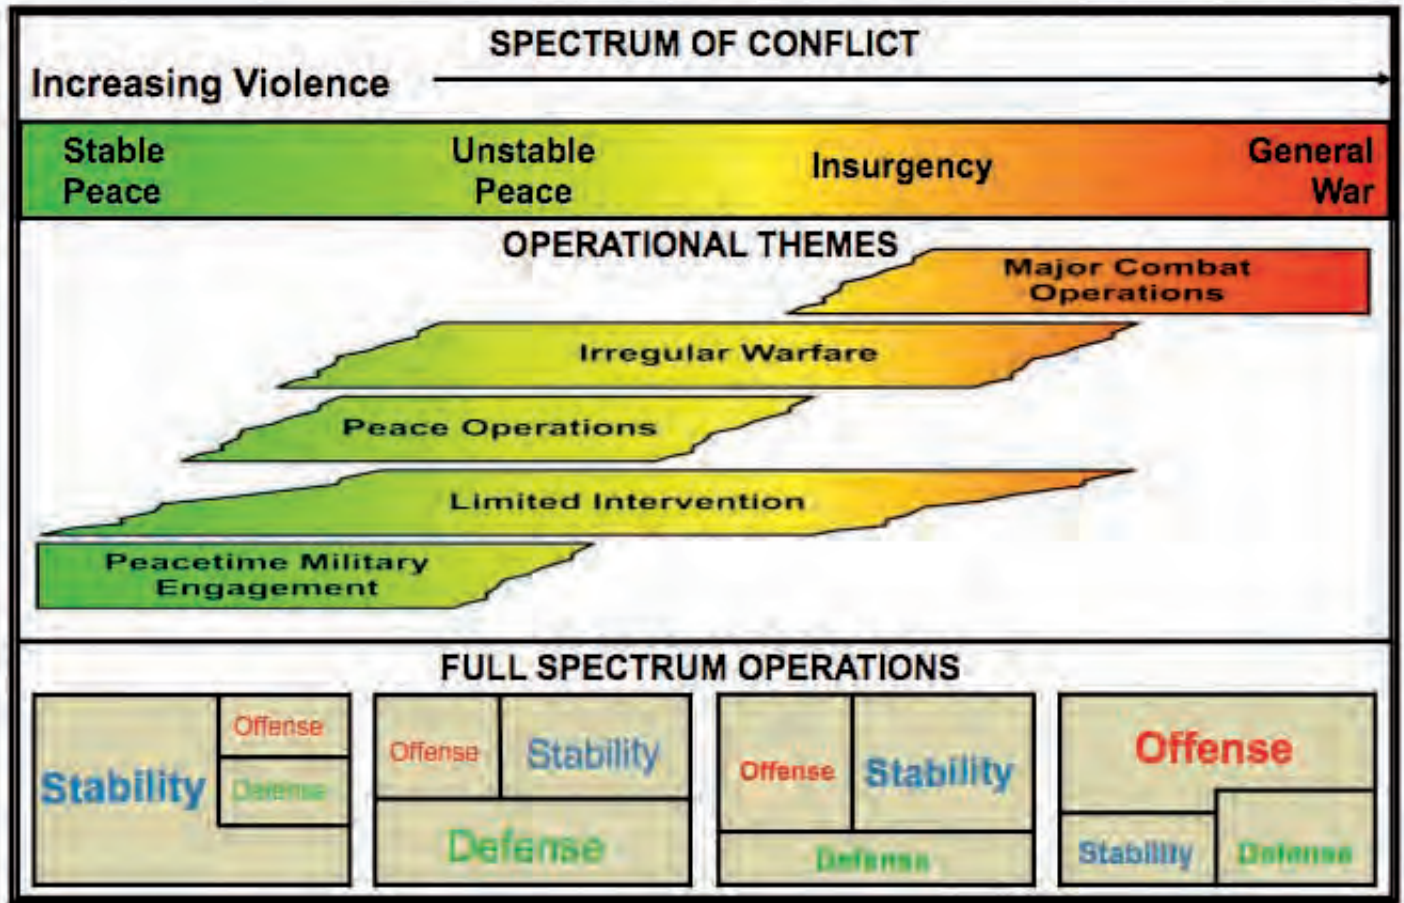 SPECTRUM OF CONFLICT
Increasing Violence
Stable
Peace
Unstable
Peace
Insurgency
General
War
OPERATIONAL THEMES
Major Combat
Operations
Irregular Warfare
Peace Operations
Limited Intervention
Peacetime Military
Engagement
FULL SPECTRUM OPERATIONS
Stability
Offense
Defense
Offense
Stability
Defense
Offense
Stability
Defense
Offense
Stability
Defense